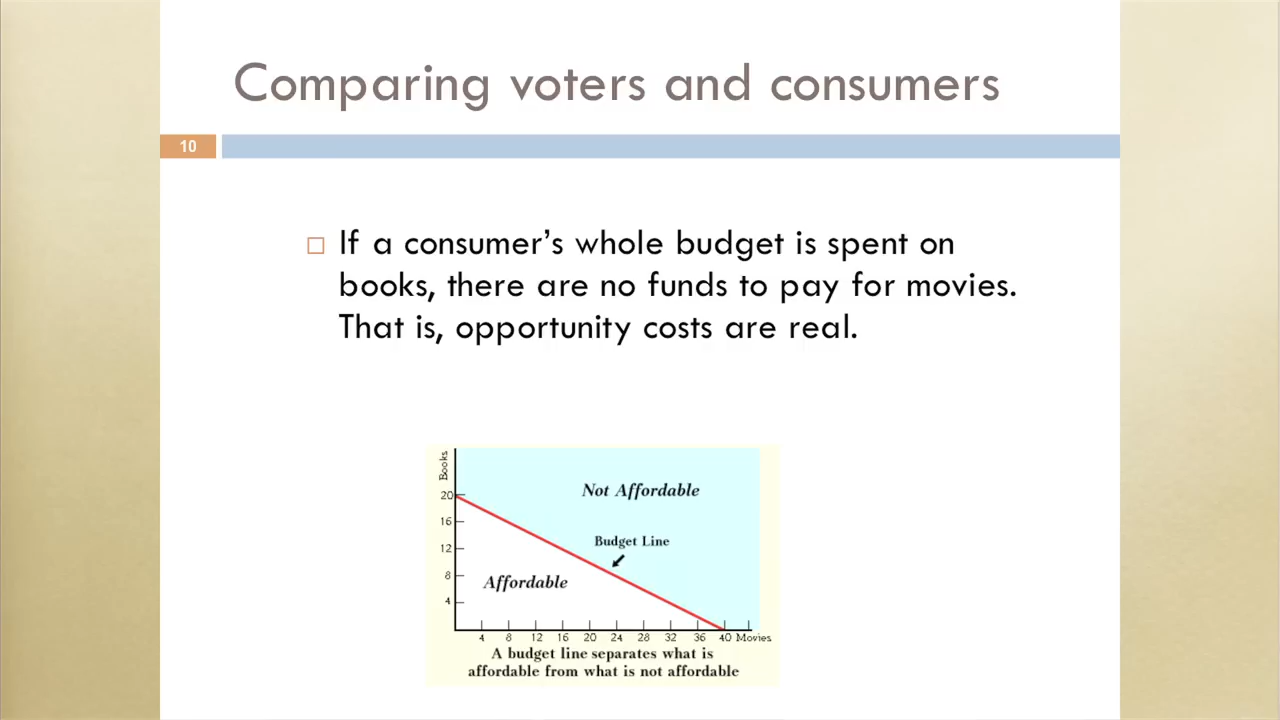 Comparing voters and consumers
10
If a consumer’s whole budget is spent on
books, there are no funds to pay for movies.
That is, opportunity costs are real.
Books
20
16
12
8
4
Not Affordable
Budget Line
Affordable
4 8 12 16 20 24 28 32 36 40 Movies
A budget line separates what is
affordable from what is not affordable